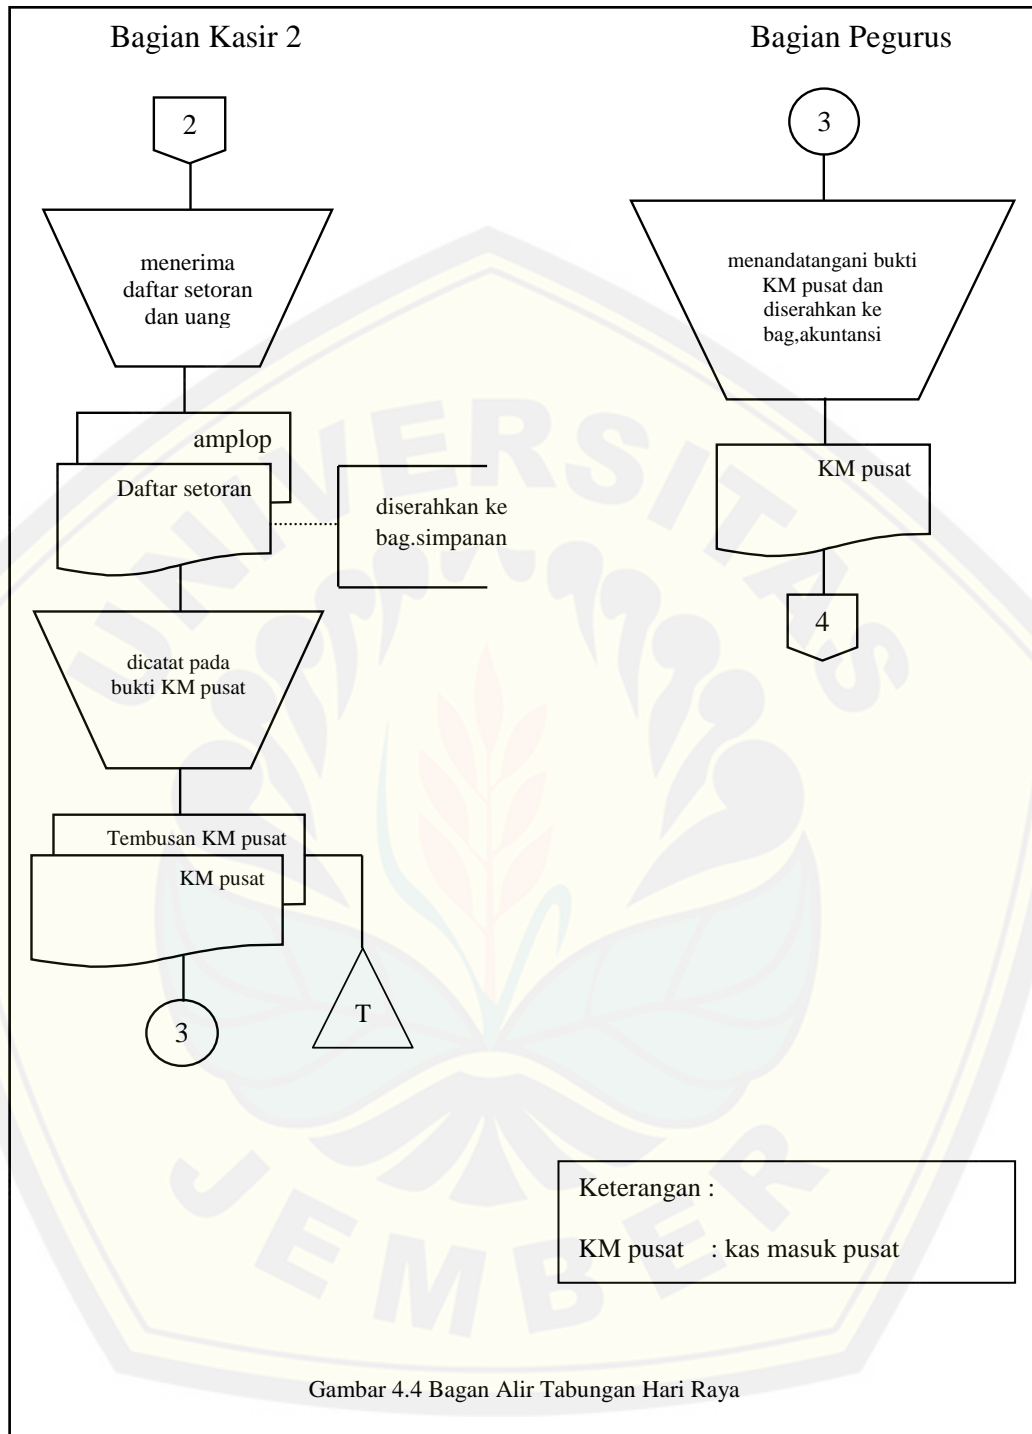 Bagian Kasir 2
2
menerima
daftar setoran
dan uang
amplop
Daftar setoran
diserahkan ke
bag.simpanan
dicatat pada
bukti KM pusat
Tembusan KM pusat
KM pusat
3
T
Bagian Pegurus
3
menandatangani bukti
KM pusat dan
diserahkan ke
bag,akuntansi
KM pusat
4
Keterangan :
KM pusat : kas masuk pusat
Gambar 4.4 Bagan Alir Tabungan Hari Raya
UNIVERSITAS
JEMBER